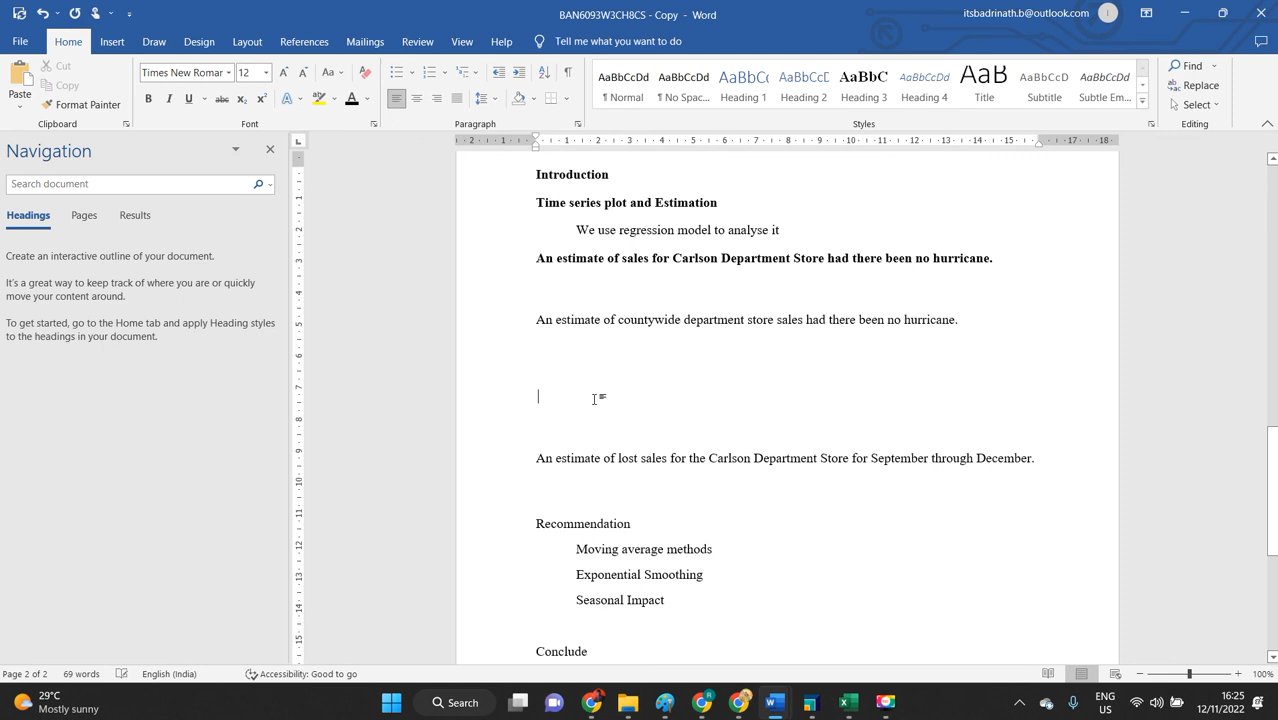 BAN6093W3CH8CS - Copy - Word
itsbadrinath.b@outlook.com
I
File
Home
Insert
Draw
Design
Layout
References
Mailings
Review
View
Help
Tell me what you want to do
Paste
Cut
Copy
Format Painter
Clipboard
Times New Romar
12
Font
Paragraph
AaBbCcDd
¶ Normal
AaBbCcDd
¶ No Spac...
AaBbCc
Heading 1
AaBbCcD
Heading 2
AaBbC
Heading 3
AaBbCcDd
Heading 4
AaB
Title
AaBbCcD
Subtitle
AaBbCcDd
Subtle Em...
Styles
Find
Replace
Select
Editing
Navigation
Search document
Headings
Pages
Results
Create an interactive outline of your document.
It's a great way to keep track of where you are or quickly
move your content around.
To get started, go to the Home tab and apply Heading styles
to the headings in your document.
Introduction
Time series plot and Estimation
We use regression model to analyse it
An estimate of sales for Carlson Department Store had there been no hurricane.
An estimate of countywide department store sales had there been no hurricane.
An estimate of lost sales for the Carlson Department Store for September through December.
Recommendation
Moving average methods
Exponential Smoothing
Seasonal Impact
Conclude
Page 2 of 2
69 words
English (India)
Accessibility: Good to go
100%
29°C
Mostly sunny
Search
ENG
US
16:25
12/11/2022